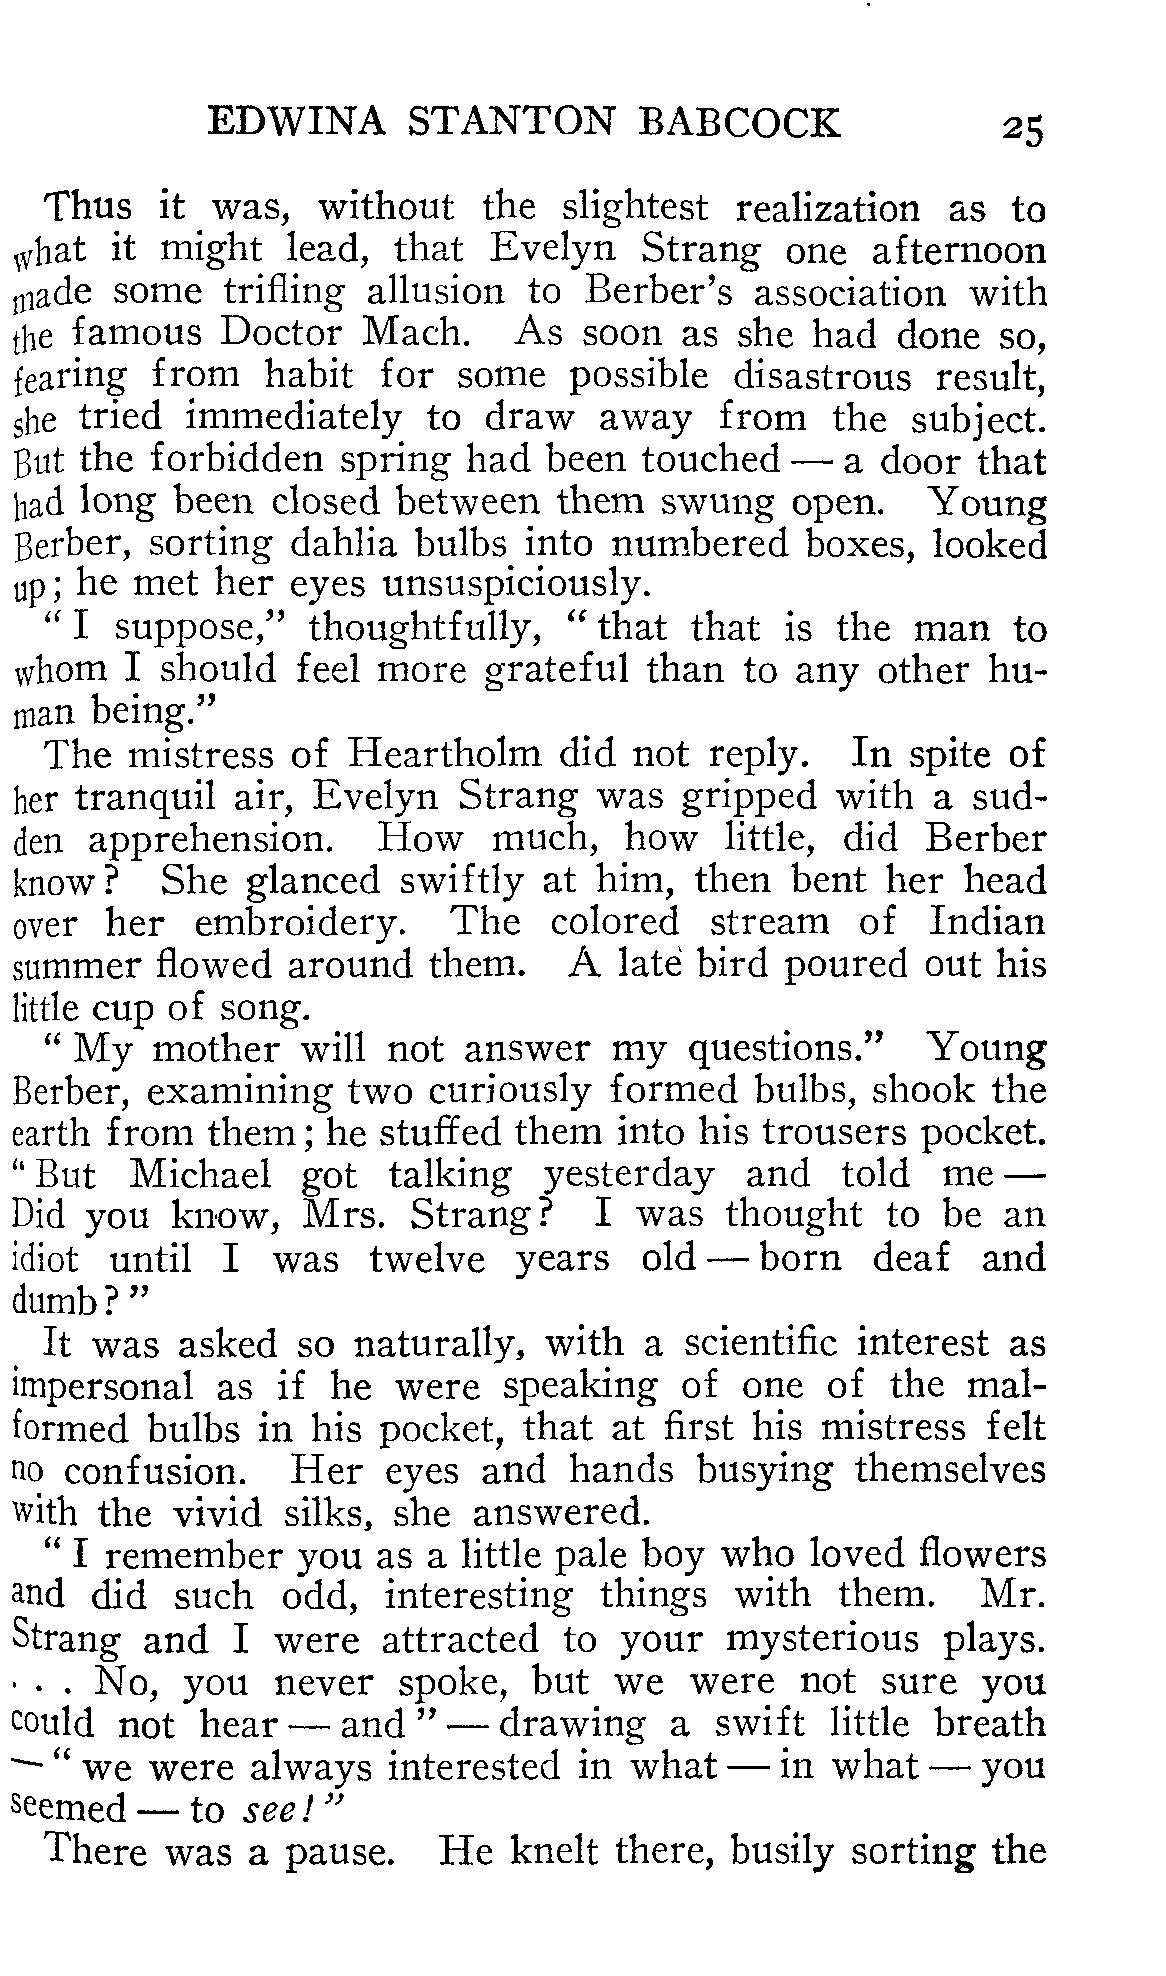 EDWINA STANTON BABCOCK 25
Thus it was, without the slightest realization as to
what it might lead, that Evelyn Strang one afternoon
made some trifling allusion to Berber's association with
the famous Doctor Mach. As soon as she had done so,
fearing from habit for some possible disastrous result,
she tried immediately to draw away from the subject.
But the forbidden spring had been touched — a door that
had long been closed between them swung open. Young
Berber, sorting dahlia bulbs into numbered boxes, looked
up; he met her eyes unsuspiciously.
"I suppose," thoughtfully, "that that is the man to
whom I should feel more grateful than to any other hu-
man being."
The mistress of Heartholm did not reply. In spite of
her tranquil air, Evelyn Strang was gripped with a sud-
den apprehension. How much, how little, did Berber
know? She glanced swiftly at him, then bent her head
over her embroidery. The colored stream of Indian
summer flowed around them. A late bird poured out his
little cup of song.
"My mother will not answer my questions." Young
Berber, examining two curiously formed bulbs, shook the
earth from them; he stuffed them into his trousers pocket.
"But Michael got talking yesterday and told me —
Did you know, Mrs. Strang? I was thought to be an
idiot until I was twelve years old — born deaf and
dumb?"
It was asked so naturally, with a scientific interest as
impersonal as if he were speaking of one of the mal-
formed bulbs in his pocket, that at first his mistress felt
no confusion. Her eyes and hands busying themselves
with the vivid silks, she answered.
"I remember you as a little pale boy who loved flowers
and did such odd, interesting things with them. Mr.
Strang and I were attracted to your mysterious plays.
. . . No, you never spoke, but we were not sure you
could not hear — and" — drawing a swift little breath
— "we were always interested in what — in what — you
seemed — to see!"
There was a pause. He knelt there, busily sorting the